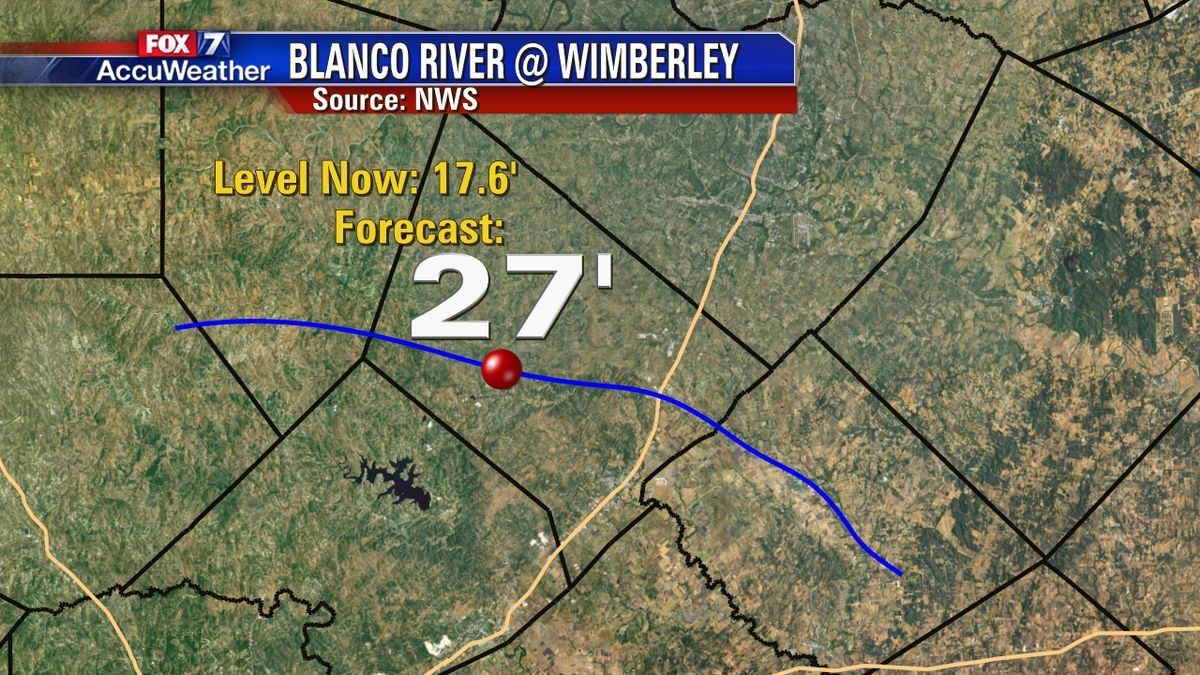 FOX 7
AccuWeather
BLANCO RIVER @ WIMBERLEY
Source: NWS
Level Now: 17.6'
Forecast:
27'